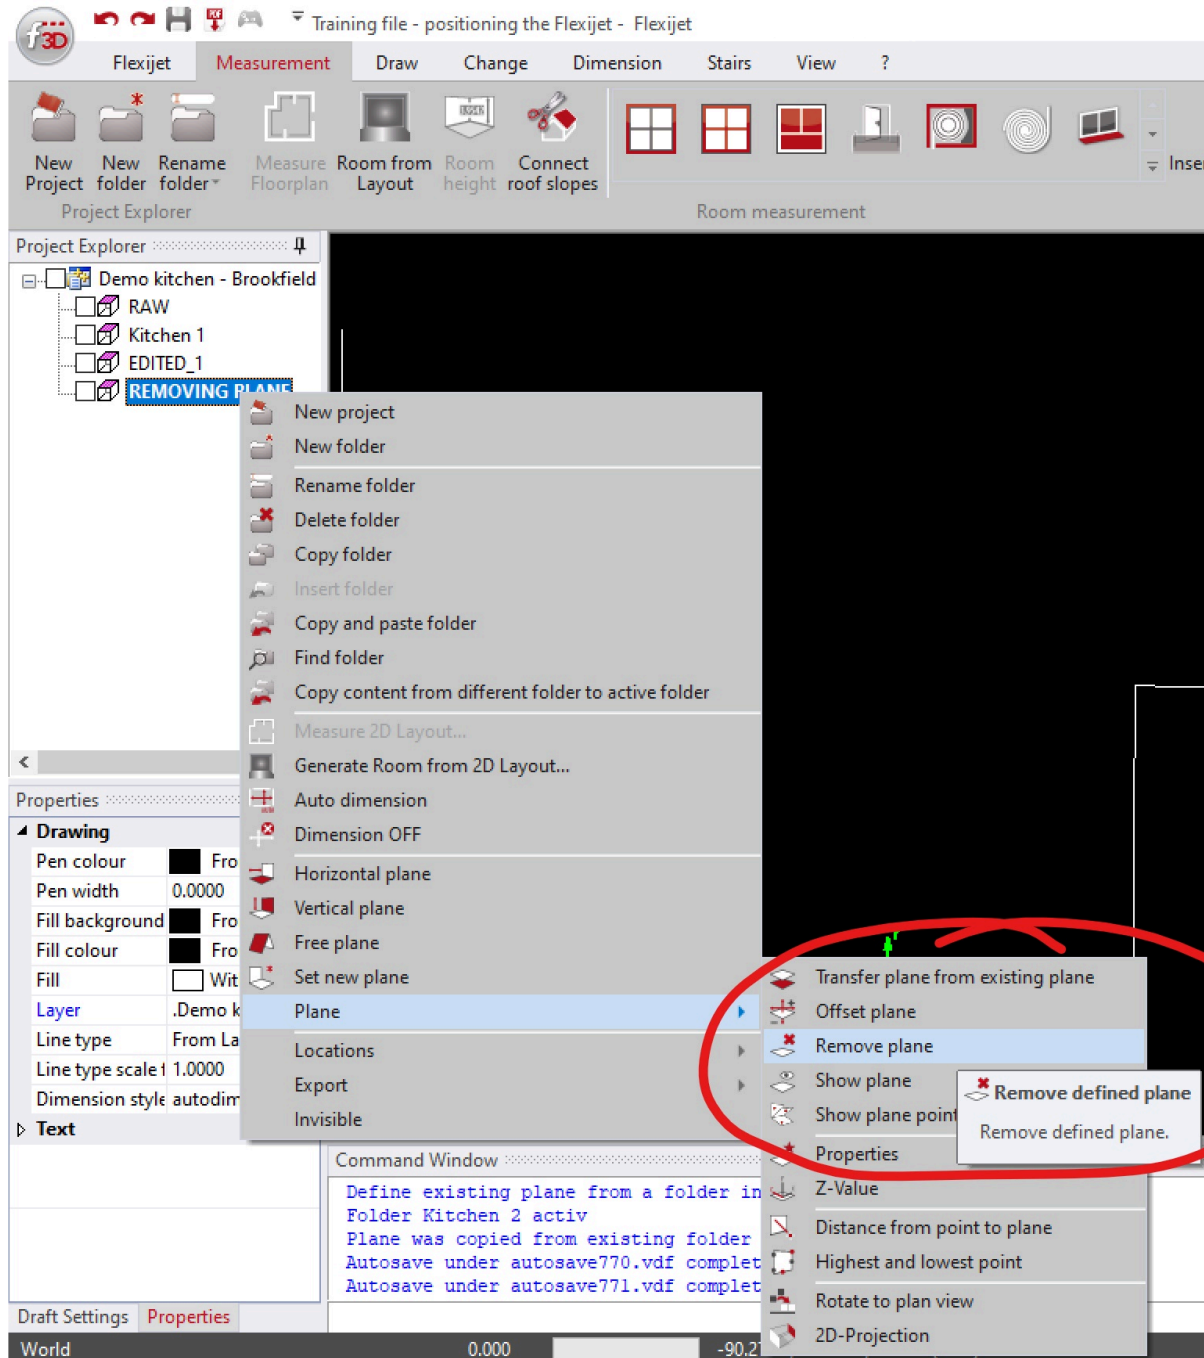 f3D
PDF
Training file - positioning the Flexijet - Flexijet
Flexijet Measurement Draw Change Dimension Stairs View ?
New Project
New folder
Rename folder
Measure Floorplan
Room from Layout
Room height
Connect roof slopes
Project Explorer
Room measurement
Project Explorer
Demo kitchen - Brookfield
RAW
Kitchen 1
EDITED_1
REMOVING PLANE
New project
New folder
Rename folder
Delete folder
Copy folder
Insert folder
Copy and paste folder
Find folder
Copy content from different folder to active folder
Measure 2D Layout...
Generate Room from 2D Layout...
Auto dimension
Dimension OFF
Horizontal plane
Vertical plane
Free plane
Set new plane
Plane
Locations
Export
Invisible
Transfer plane from existing plane
Offset plane
Remove plane
Show plane
Show plane point
Properties
Z-Value
Distance from point to plane
Highest and lowest point
Rotate to plan view
2D-Projection
Remove defined plane
Remove defined plane.
Properties
Drawing
Pen colour Fro
Pen width 0.0000
Fill background Fro
Fill colour Fro
Fill Wit
Layer .Demo k
Line type From La
Line type scale f 1.0000
Dimension style autodim
Text
Command Window
Define existing plane from a folder in
Folder Kitchen 2 activ
Plane was copied from existing folder
Autosave under autosave770.vdf complet
Autosave under autosave771.vdf complet
Draft Settings Properties
World 0.000 -90.27